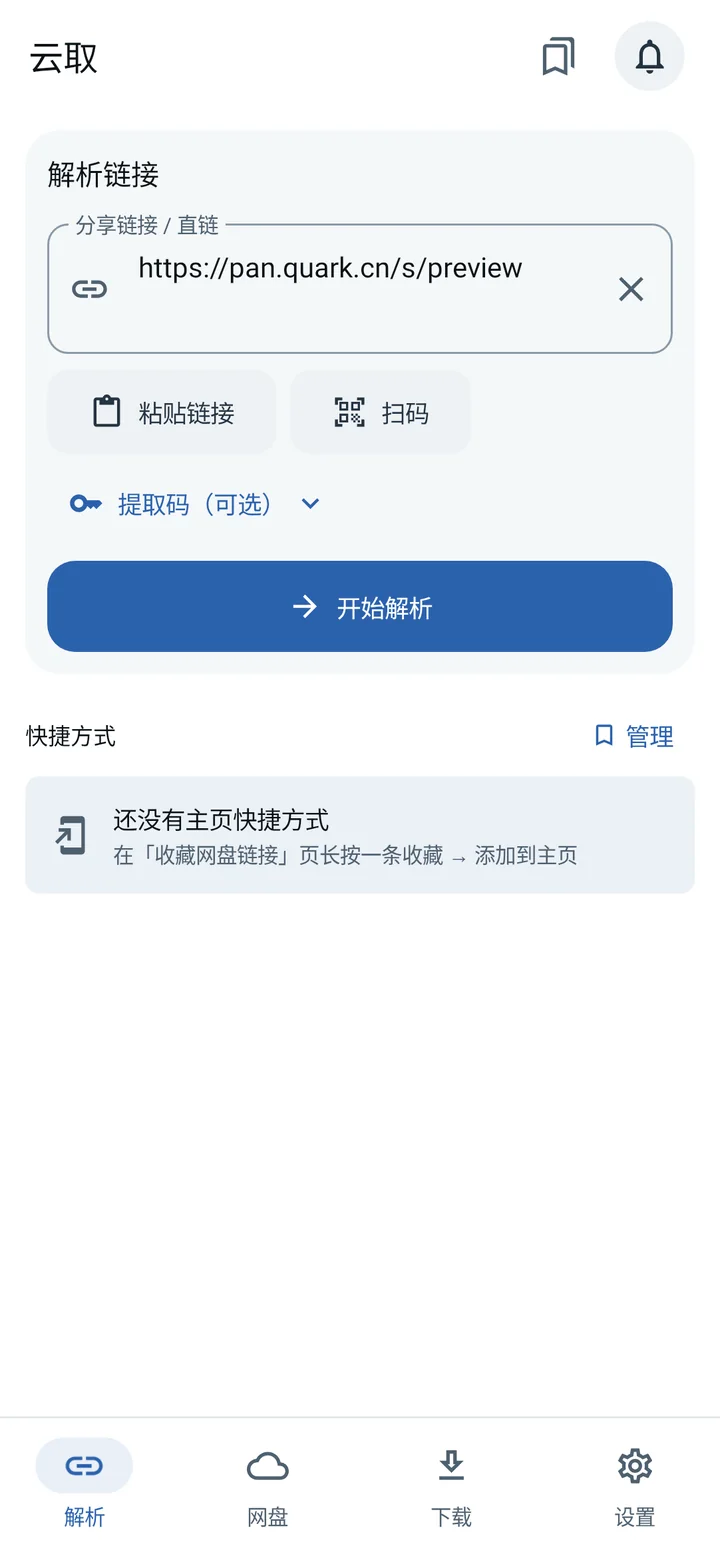 云取
解析链接
分享链接 / 直链
https://pan.quark.cn/s/preview
粘贴链接
扫码
提取码（可选）
开始解析
快捷方式
管理
还没有主页快捷方式
在「收藏网盘链接」页长按一条收藏 → 添加到主页
解析
网盘
下载
设置